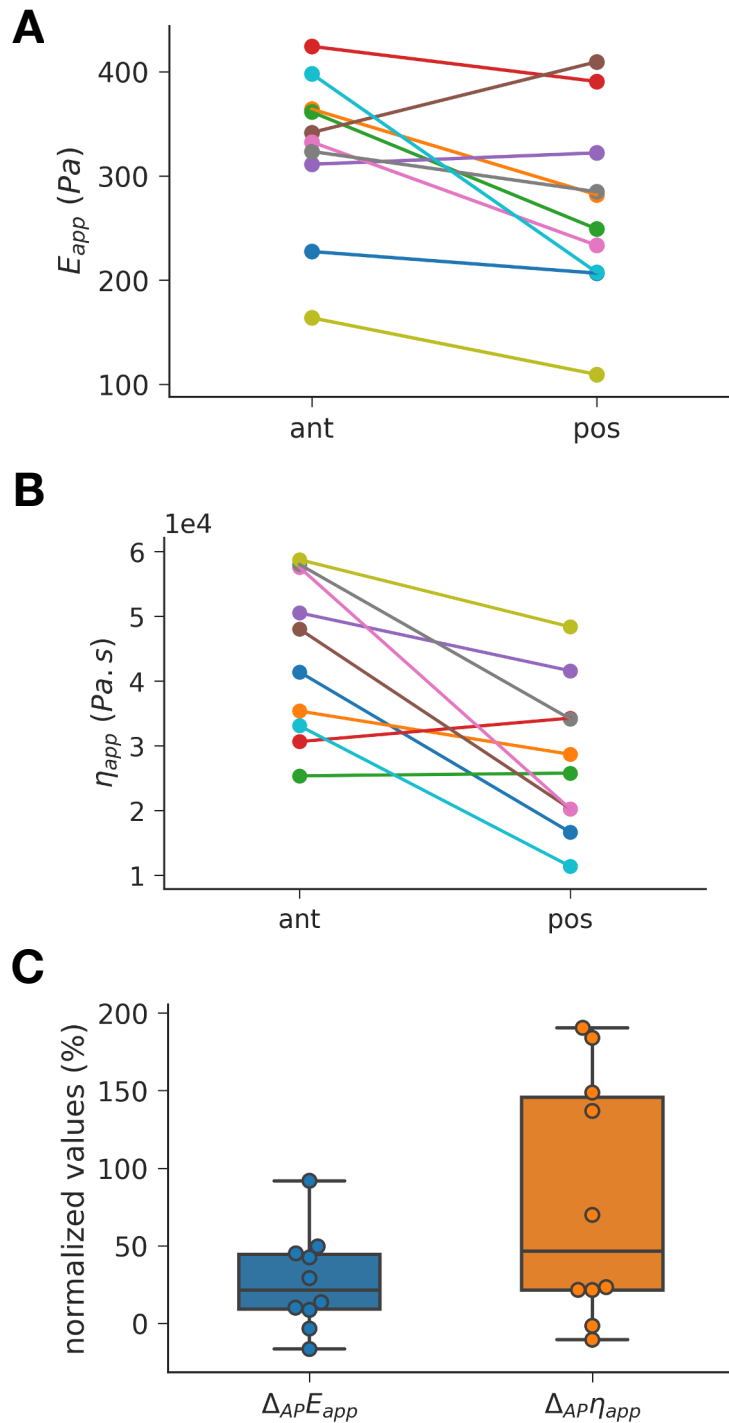 A
400
300
200
100
E_app (Pa)
ant pos
B
1e4
6
5
4
3
2
1
η_app (Pa.s)
ant pos
C
200
150
100
50
0
normalized values (%)
Δ_AP E_app Δ_AP η_app